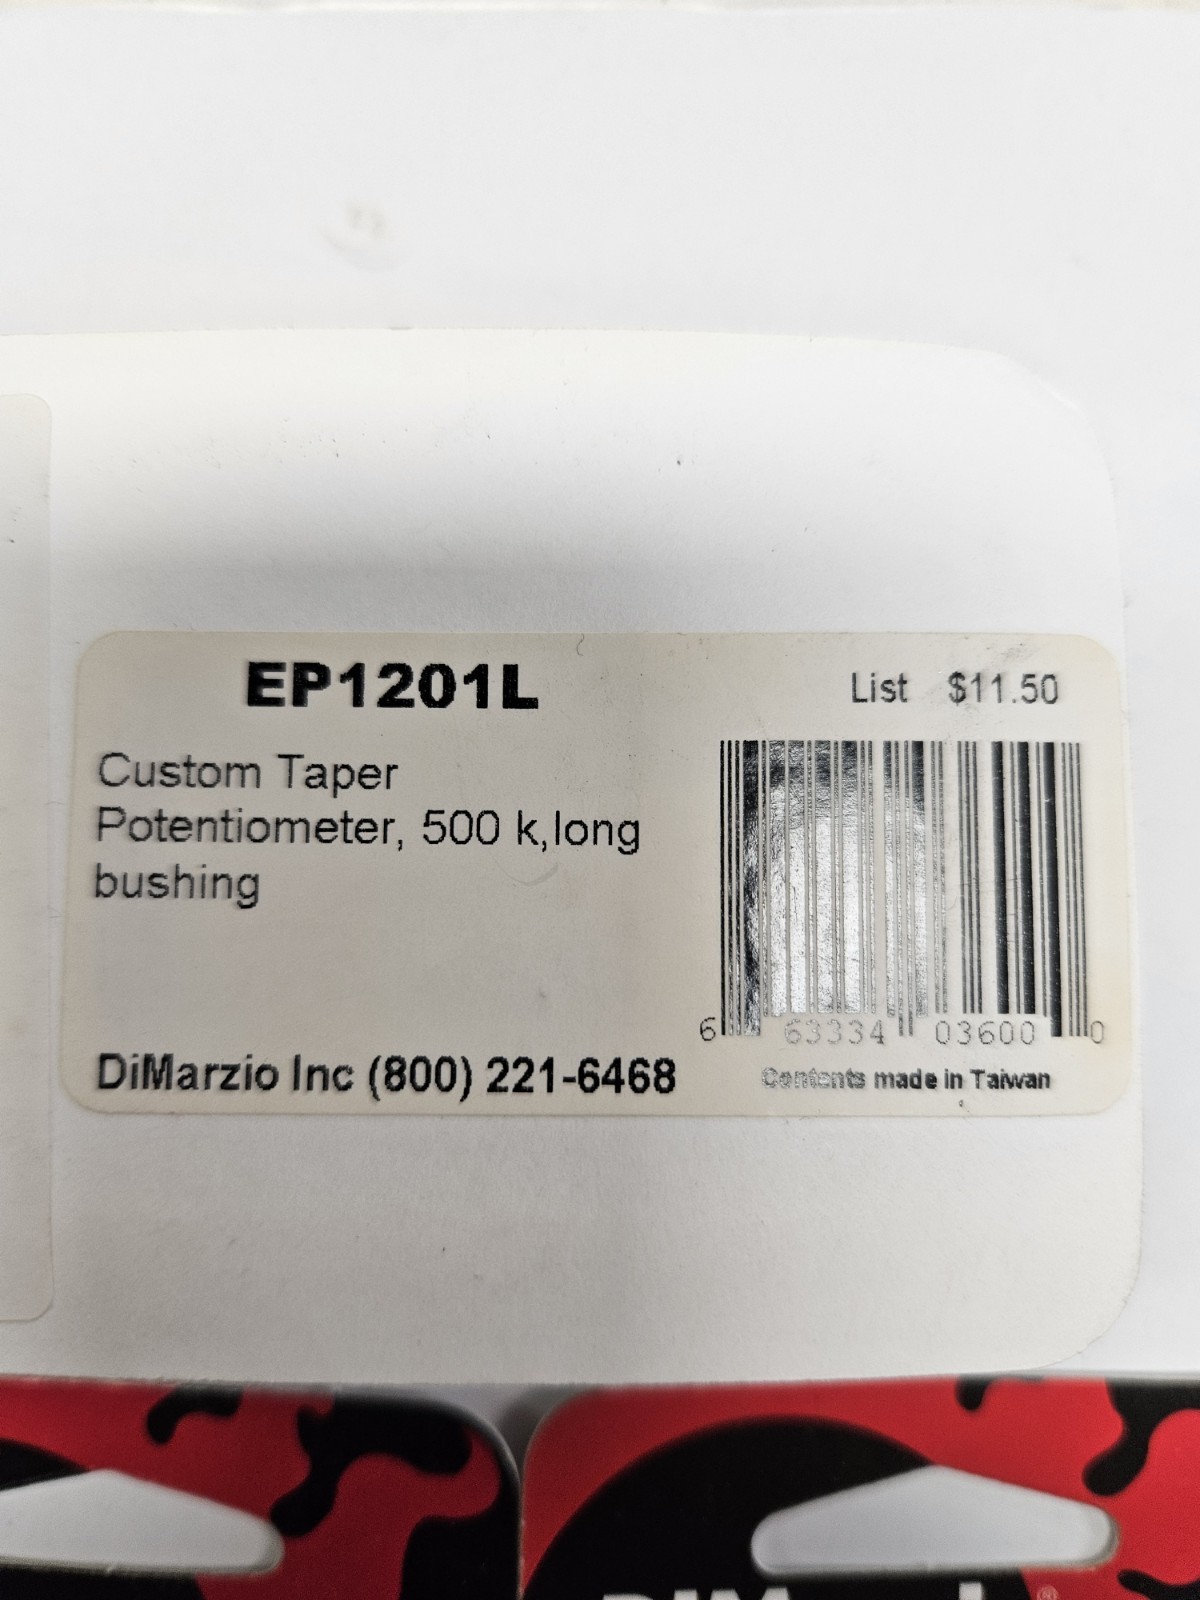 EP1201L
List $11.50
Custom Taper
Potentiometer, 500 k,long
bushing
6 63334 03600 0
DiMarzio Inc (800) 221-6468
Contents made in Taiwan